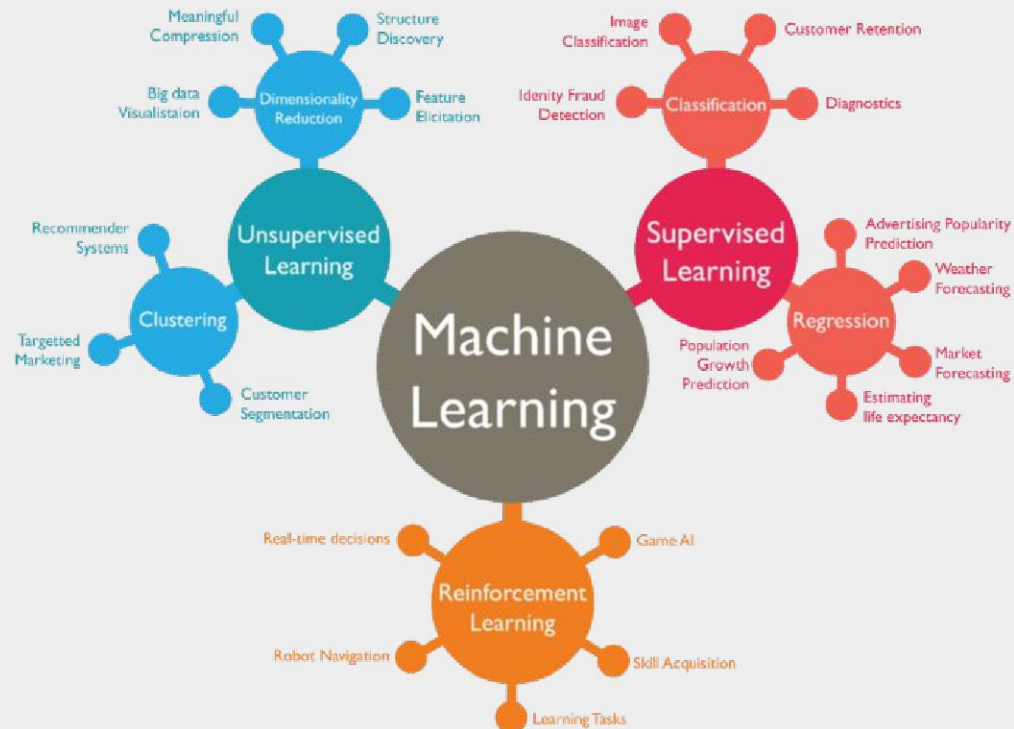 Machine
Learning
Unsupervised
Learning
Dimensionality
Reduction
Meaningful
Compression
Structure
Discovery
Big data
Visualistaion
Feature
Elicitation
Clustering
Recommender
Systems
Targetted
Marketing
Customer
Segmentation
Supervised
Learning
Classification
Image
Classification
Customer Retention
Idenity Fraud
Detection
Diagnostics
Regression
Advertising Popularity
Prediction
Weather
Forecasting
Population
Growth
Prediction
Market
Forecasting
Estimating
life expectancy
Reinforcement
Learning
Real-time decisions
Game AI
Robot Navigation
Skill Acquisition
Learning Tasks